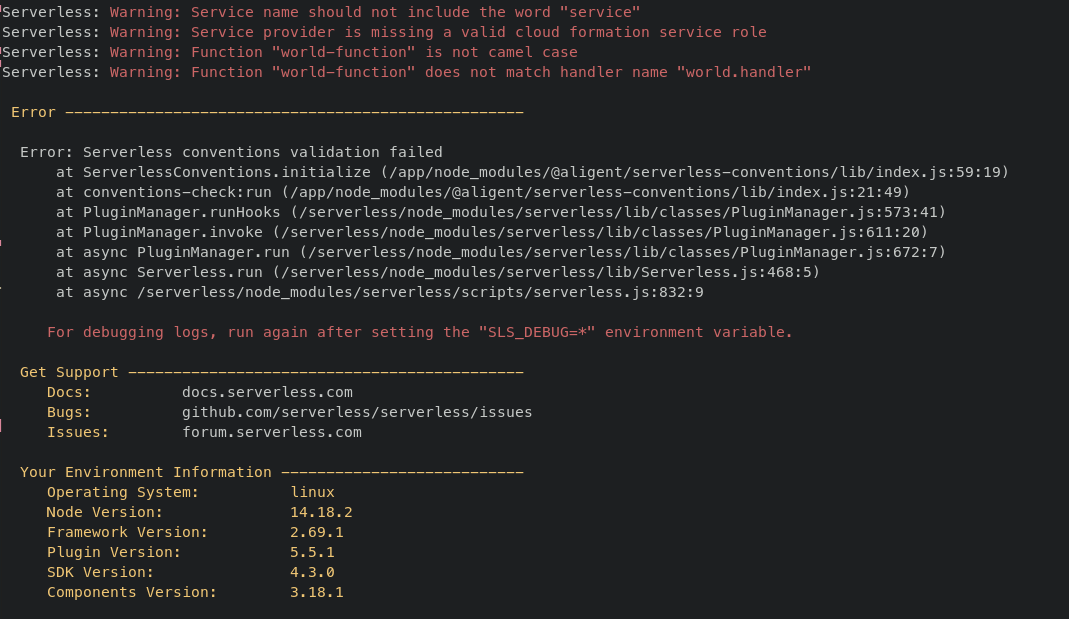 Serverless: Warning: Service name should not include the word "service"
Serverless: Warning: Service provider is missing a valid cloud formation service role
Serverless: Warning: Function "world-function" is not camel case
Serverless: Warning: Function "world-function" does not match handler name "world.handler"
Error ---------------------------------------------------
Error: Serverless conventions validation failed
at ServerlessConventions.initialize (/app/node_modules/@aligent/serverless-conventions/lib/index.js:59:19)
at conventions-check:run (/app/node_modules/@aligent/serverless-conventions/lib/index.js:21:49)
at PluginManager.runHooks (/serverless/node_modules/serverless/lib/classes/PluginManager.js:573:41)
at PluginManager.invoke (/serverless/node_modules/serverless/lib/classes/PluginManager.js:611:20)
at async PluginManager.run (/serverless/node_modules/serverless/lib/classes/PluginManager.js:672:7)
at async Serverless.run (/serverless/node_modules/serverless/lib/Serverless.js:468:5)
at async /serverless/node_modules/serverless/scripts/serverless.js:832:9
For debugging logs, run again after setting the "SLS_DEBUG=*" environment variable.
Get Support --------------------------------------------
Docs: docs.serverless.com
Bugs: github.com/serverless/serverless/issues
Issues: forum.serverless.com
Your Environment Information ---------------------------
Operating System: linux
Node Version: 14.18.2
Framework Version: 2.69.1
Plugin Version: 5.5.1
SDK Version: 4.3.0
Components Version: 3.18.1